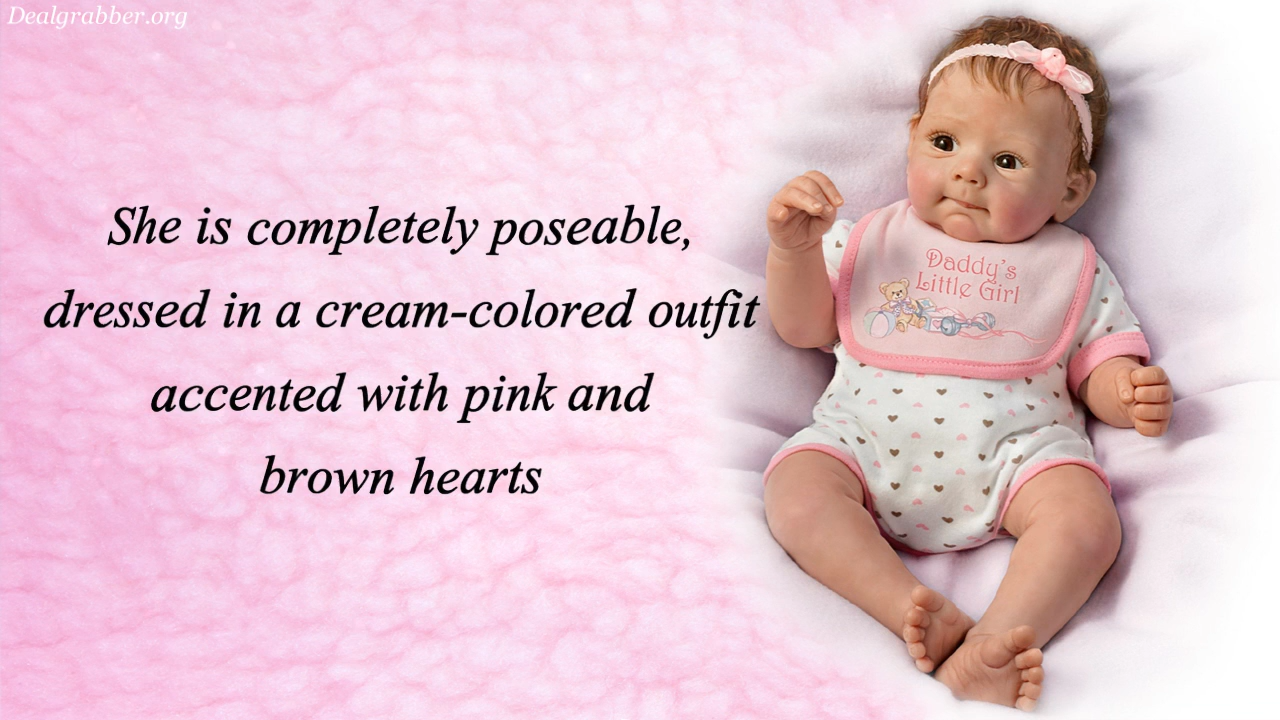 Dealgrabber.org
She is completely poseable,
dressed in a cream-colored outfit
accented with pink and
brown hearts
Daddy's
Little Girl